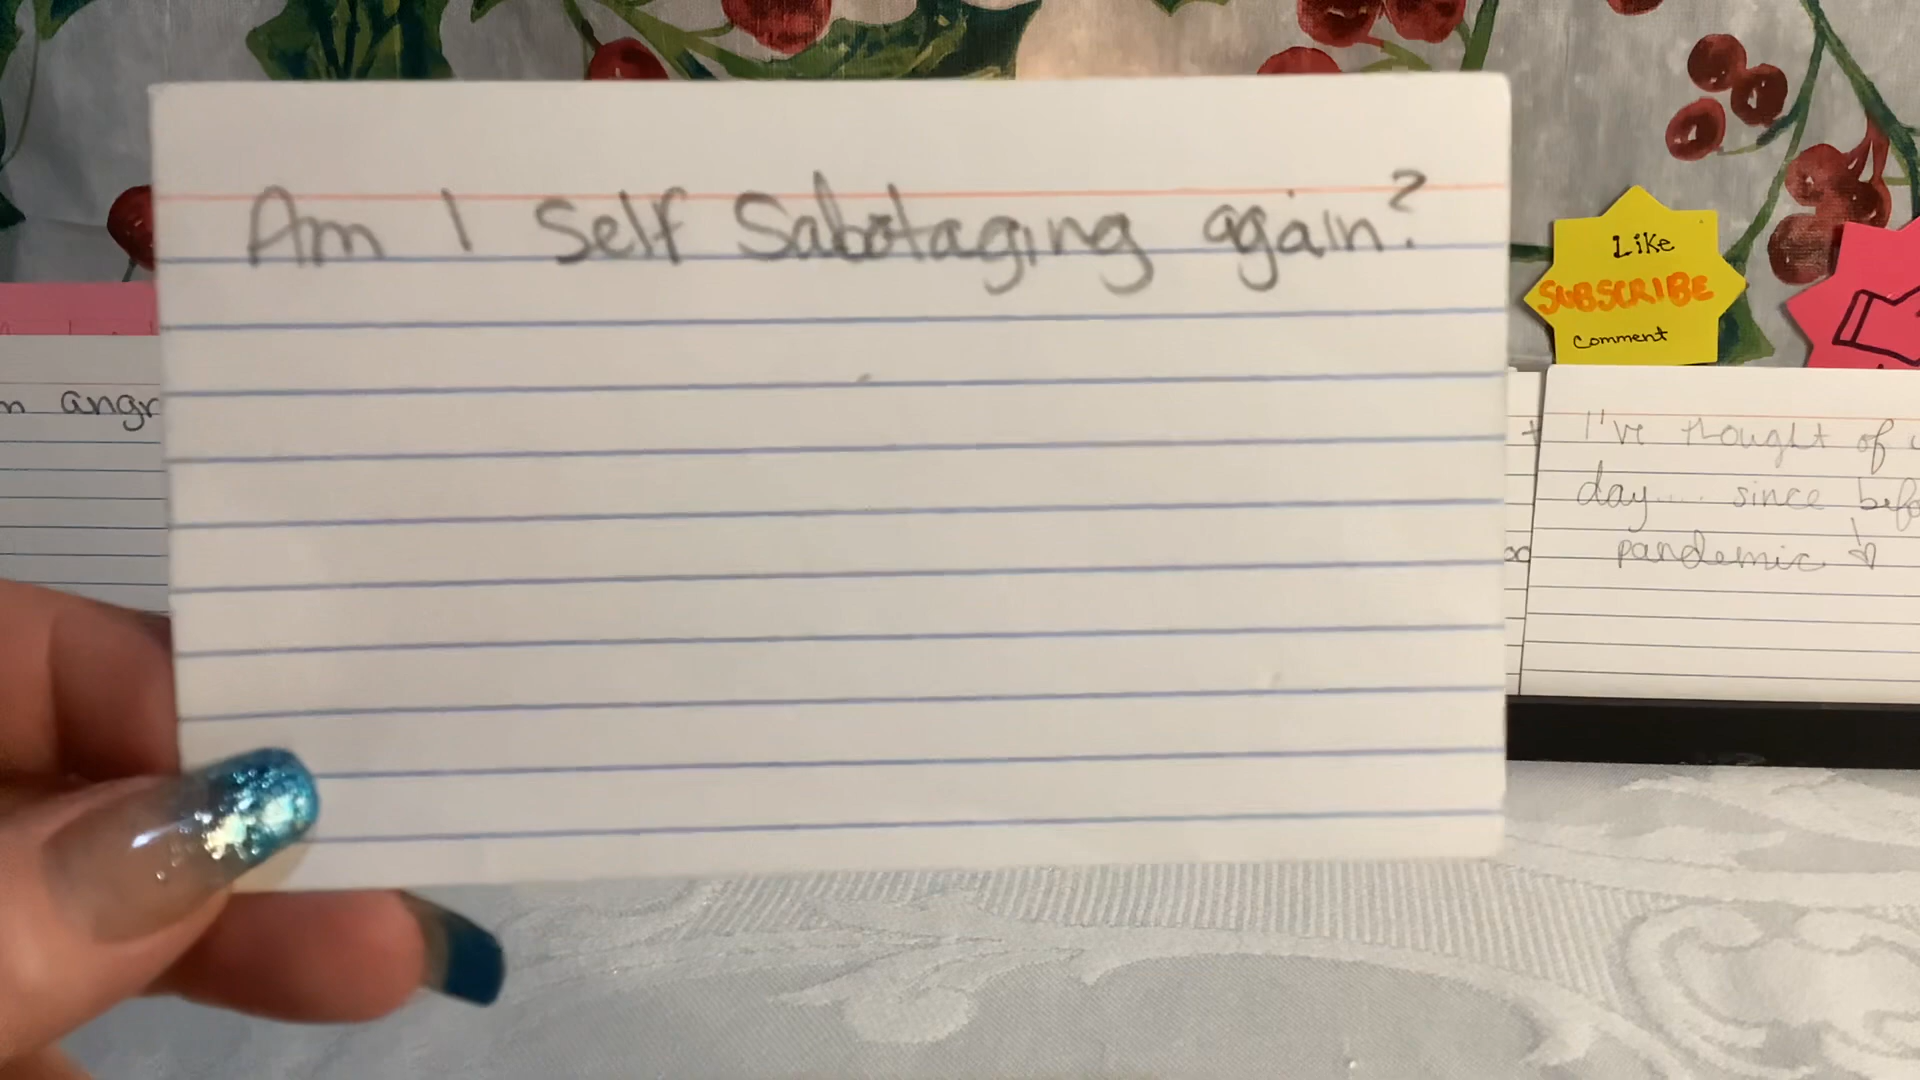 Am I Self Sabotaging again?
Like
SUBSCRIBE
Comment
I've thought of
day.... since
pandemic